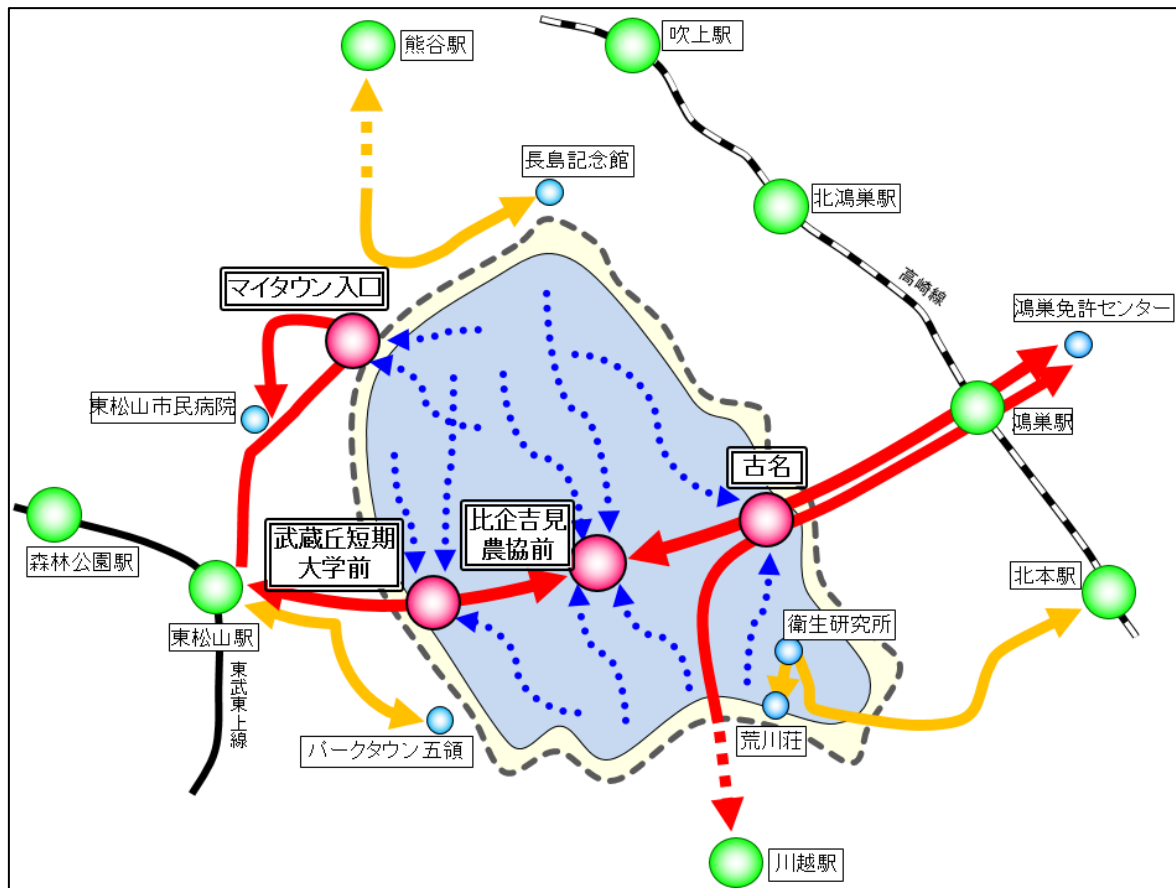 熊谷駅
吹上駅
長島記念館
北鴻巣駅
マイタウン入口
高崎線
鴻巣免許センター
東松山市民病院
鴻巣駅
古名
比企吉見
農協前
武蔵丘短期
大学前
森林公園駅
北本駅
衛生研究所
東松山駅
東武東上線
パークタウン五領
荒川荘
川越駅